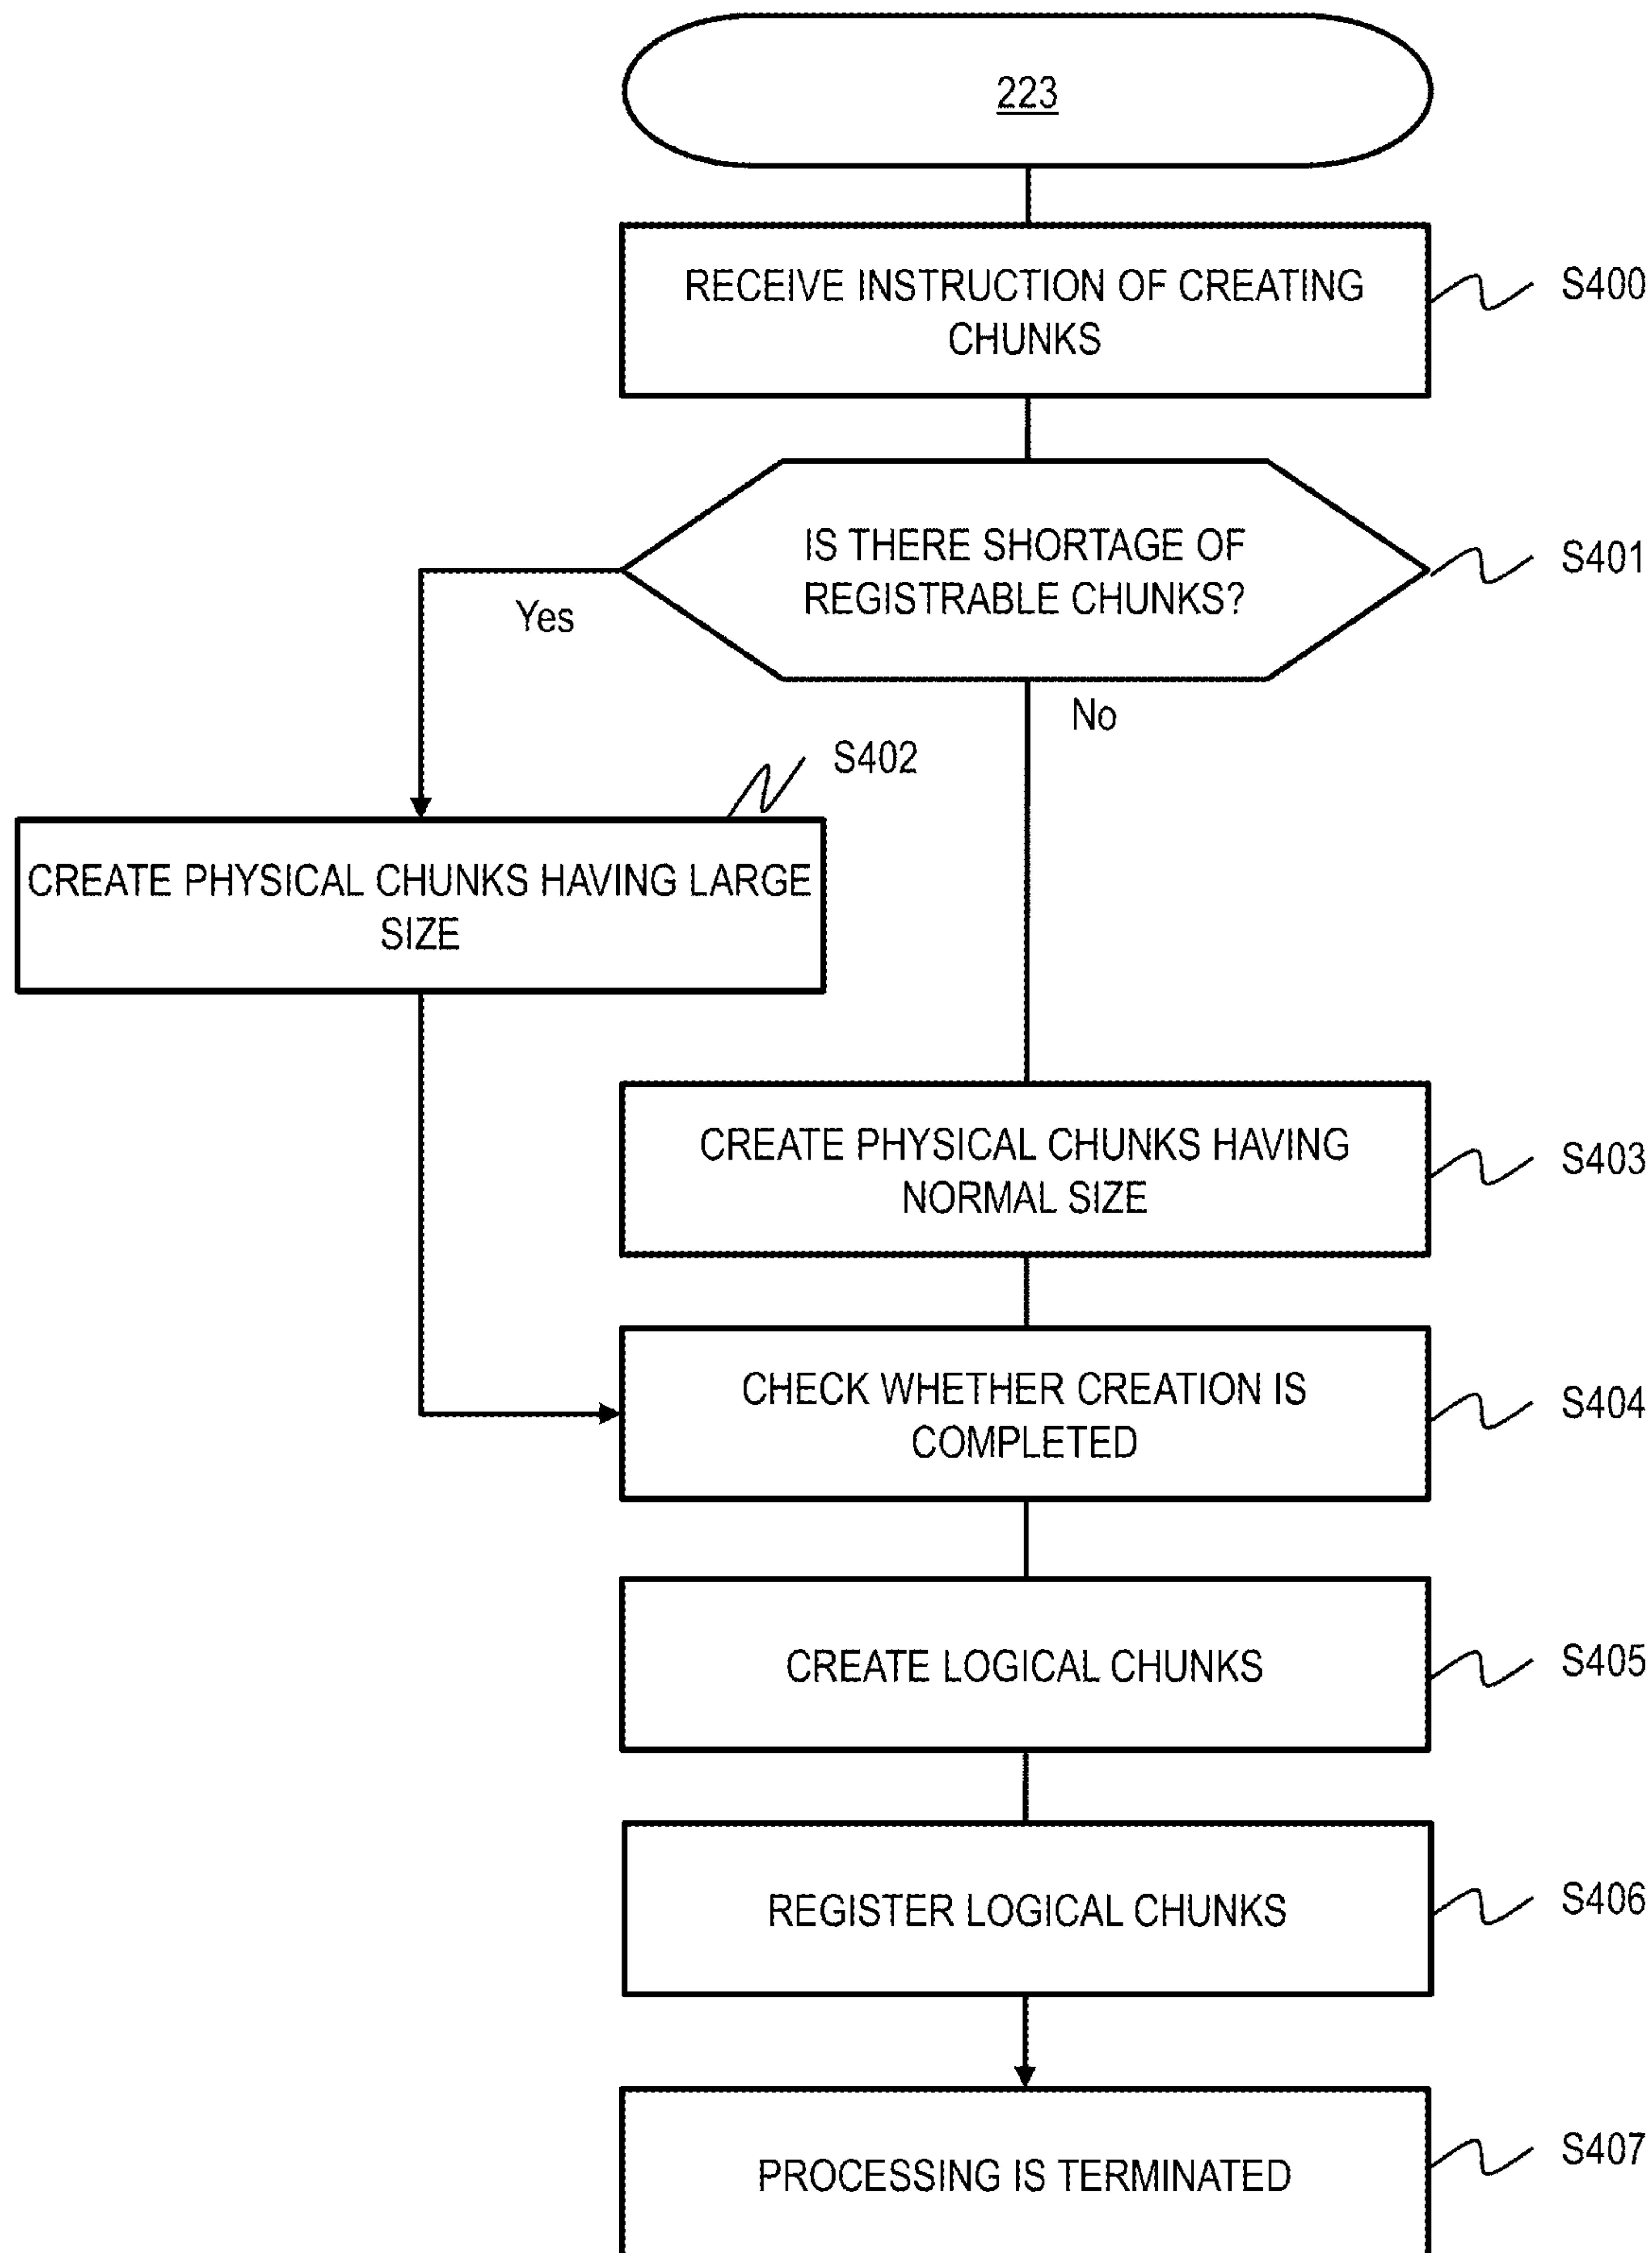 223
RECEIVE INSTRUCTION OF CREATING
CHUNKS
S400
IS THERE SHORTAGE OF
REGISTRABLE CHUNKS?
S401
Yes
No
S402
CREATE PHYSICAL CHUNKS HAVING LARGE
SIZE
CREATE PHYSICAL CHUNKS HAVING
NORMAL SIZE
S403
CHECK WHETHER CREATION IS
COMPLETED
S404
CREATE LOGICAL CHUNKS
S405
REGISTER LOGICAL CHUNKS
S406
PROCESSING IS TERMINATED
S407